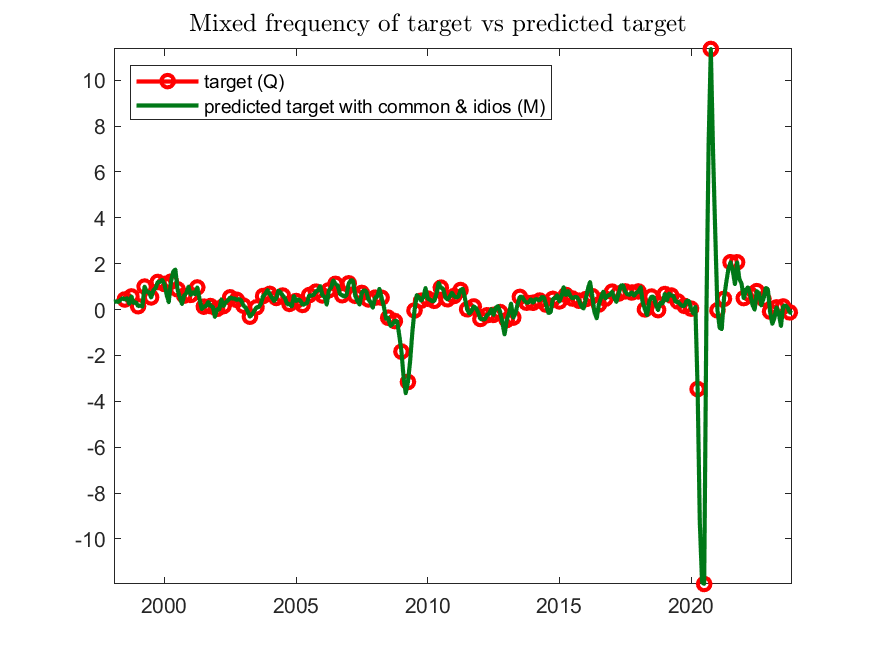 Mixed frequency of target vs predicted target
target (Q)
predicted target with common & idios (M)
10
8
6
4
2
0
-2
-4
-6
-8
-10
2000 2005 2010 2015 2020